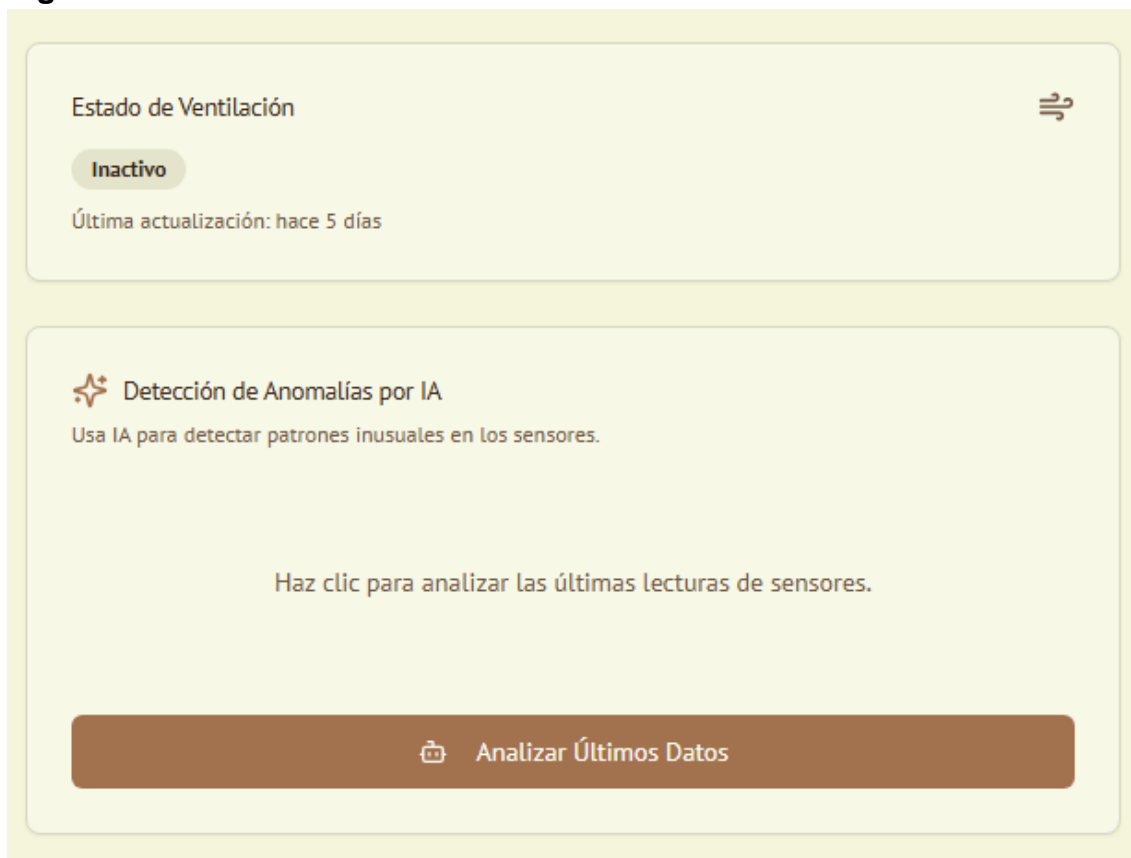 Estado de Ventilación
Inactivo
Última actualización: hace 5 días
Detección de Anomalías por IA
Usa IA para detectar patrones inusuales en los sensores.
Haz clic para analizar las últimas lecturas de sensores.
Analizar Últimos Datos